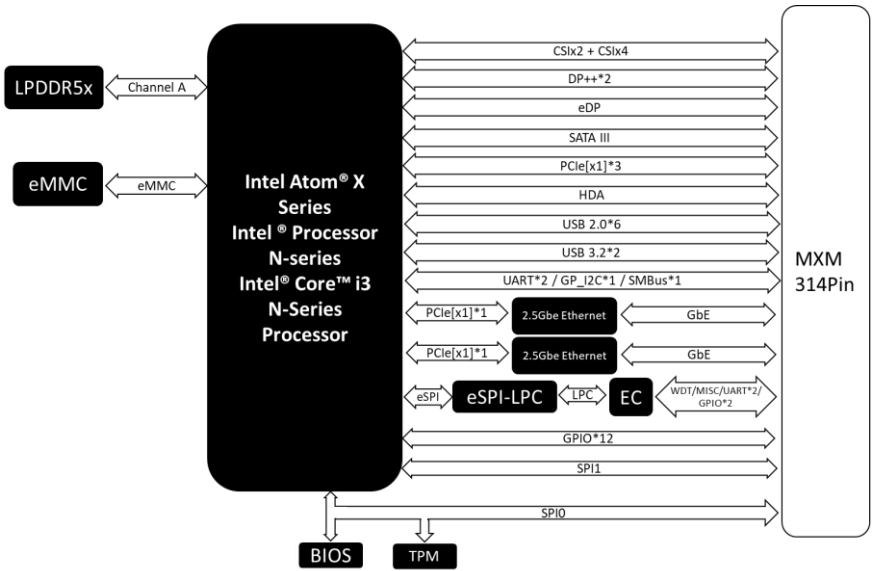 CSIx2 + CSIx4
LPDDR5x
Channel A
DP++*2
eDP
SATA III
PCIe[x1]*3
eMMC
eMMC
Intel Atom® X
Series
Intel ® Processor
N-series
Intel® Core™ i3
N-Series
Processor
HDA
USB 2.0*6
USB 3.2*2
UART*2 / GP_I2C*1 / SMBus*1
MXM
314Pin
PCIe[x1]*1
2.5Gbe Ethernet
GbE
PCIe[x1]*1
2.5Gbe Ethernet
GbE
eSPI
eSPI-LPC
LPC
EC
WDT/MISC/UART*2/
GPIO*2
GPIO*12
SPI1
SPI0
BIOS
TPM